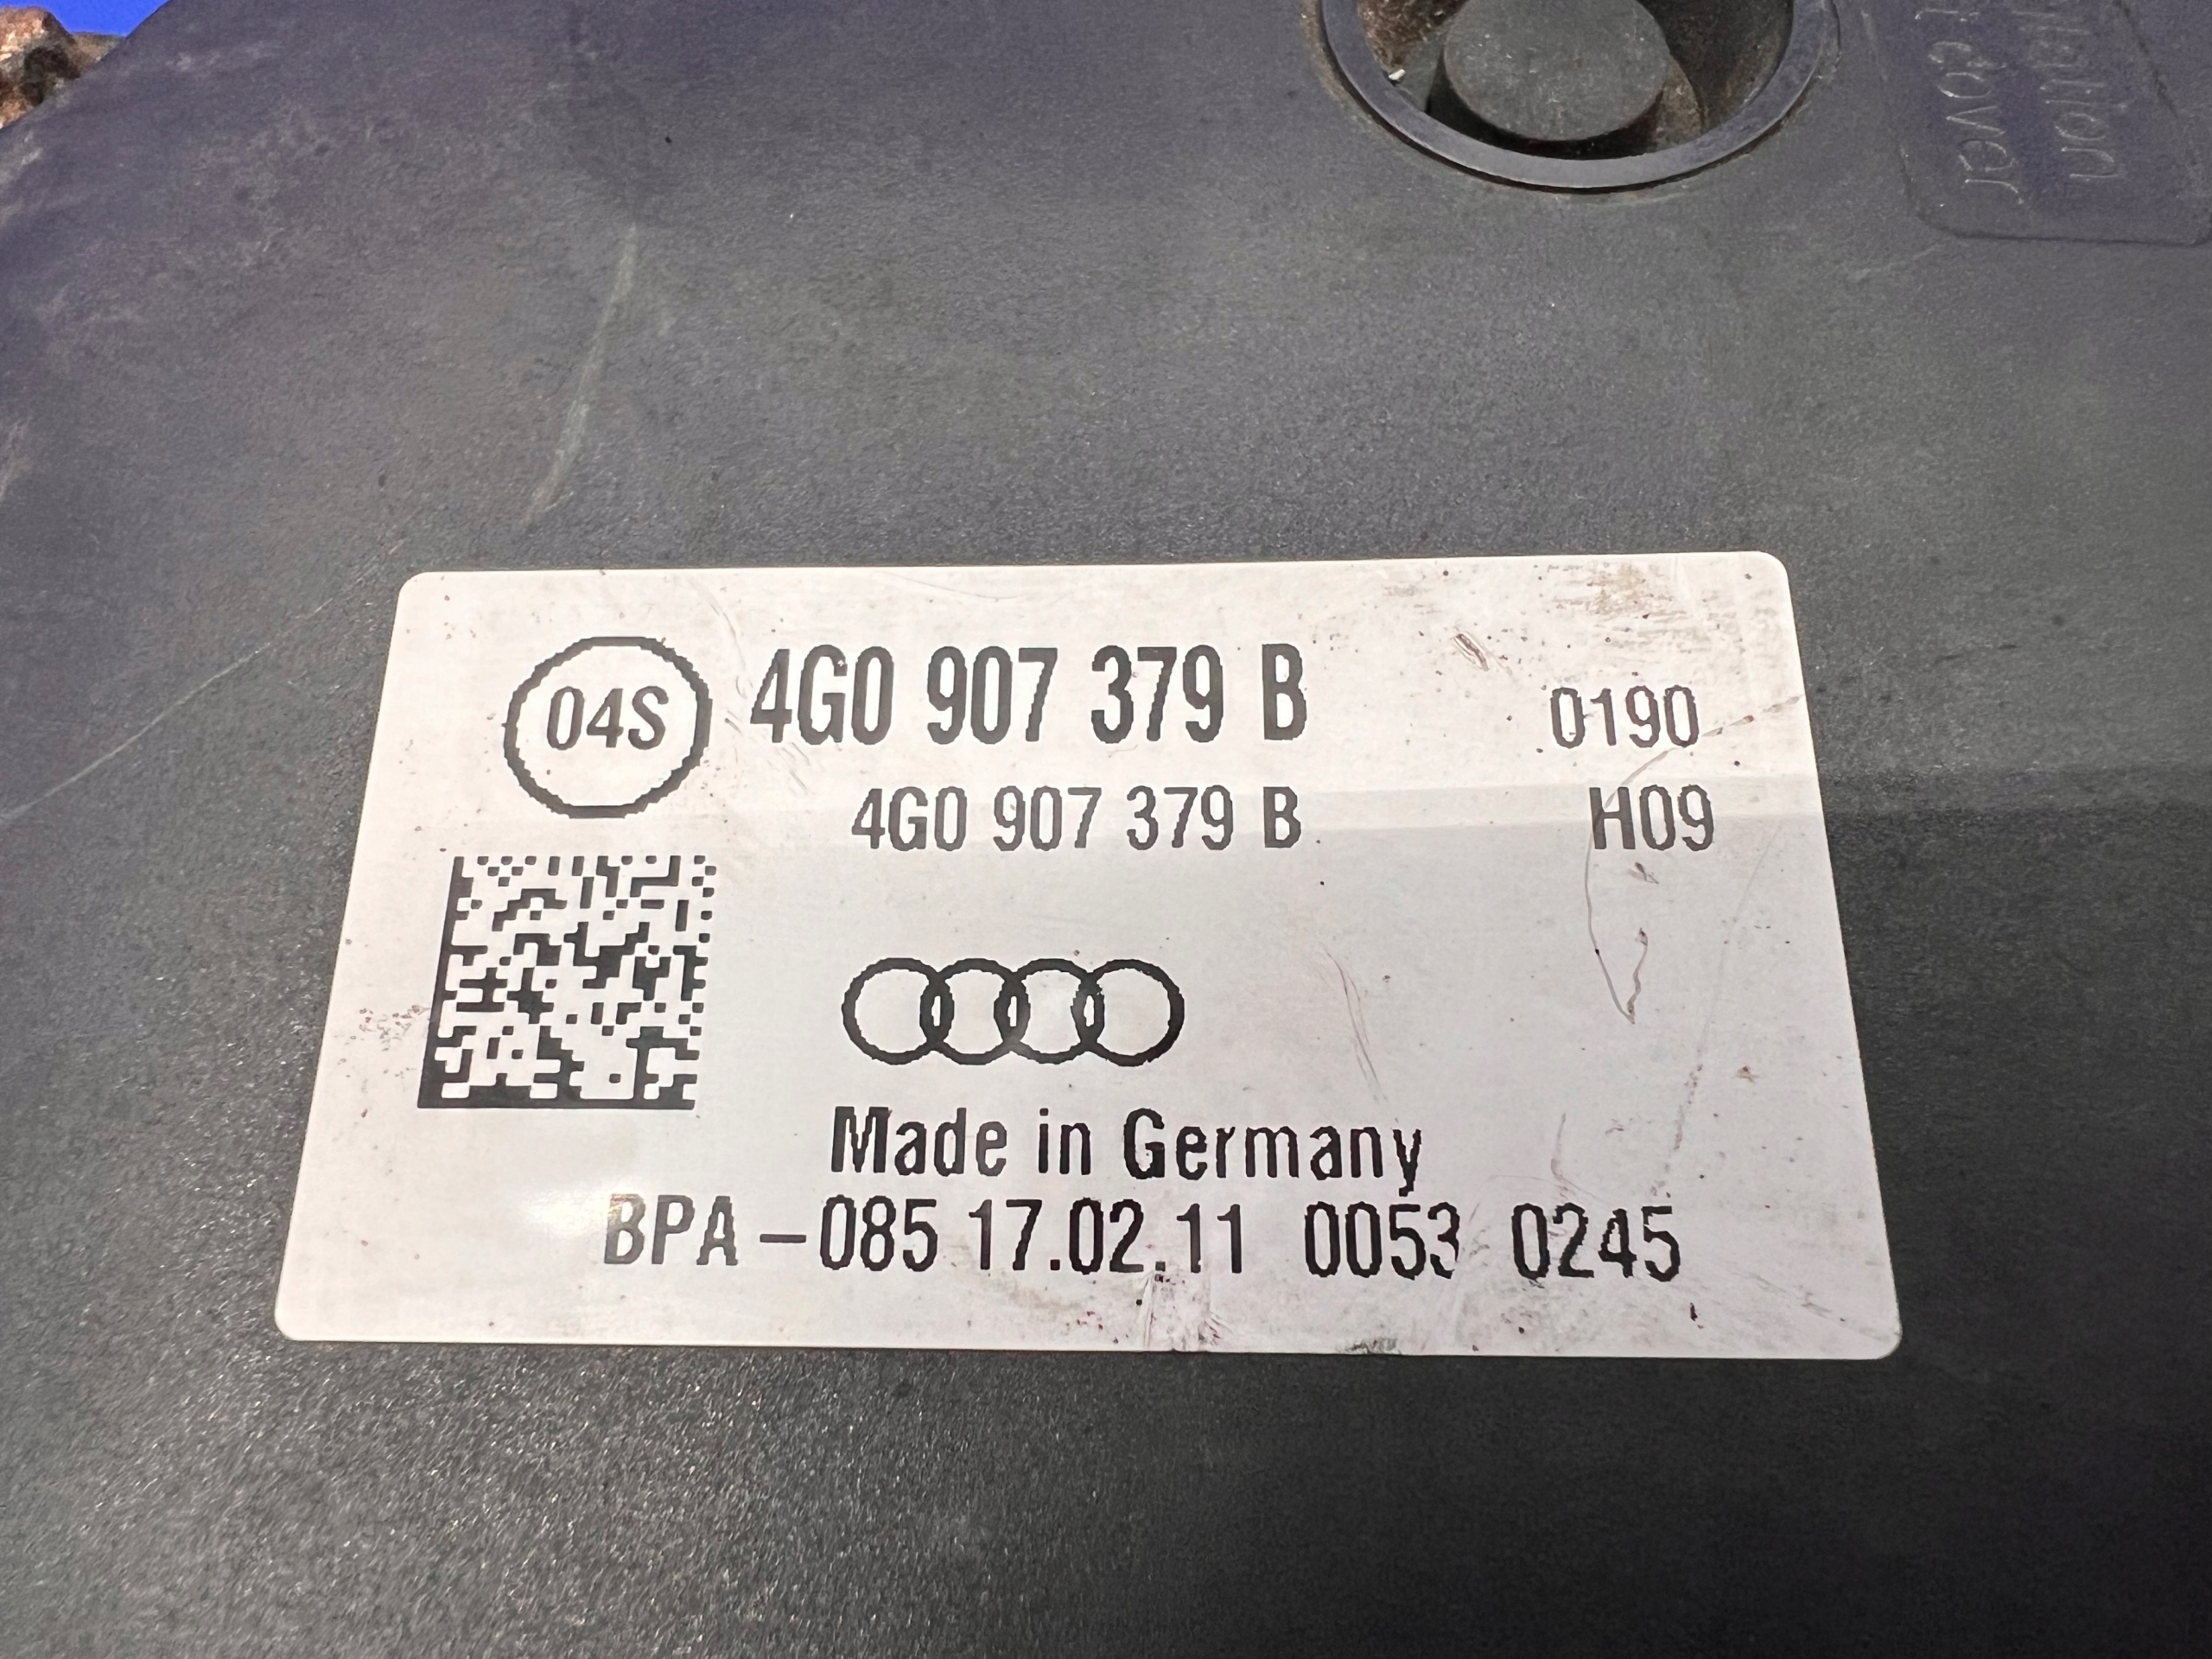 cover
04S 4G0 907 379 B 0190
4G0 907 379 B H09
Made in Germany
BPA-085 17.02.11 0053 0245